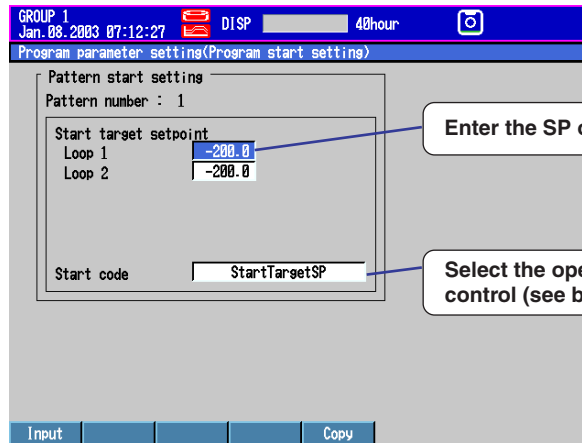 GROUP 1
Jan.08.2003 07:12:27 DISP 40hour
Program parameter setting(Program start setting)
Pattern start setting
Pattern number : 1
Start target setpoint
Loop 1 -200.0
Loop 2 -200.0
Enter the SP
Start code StartTargetSP
Select the
control (see
Input Copy